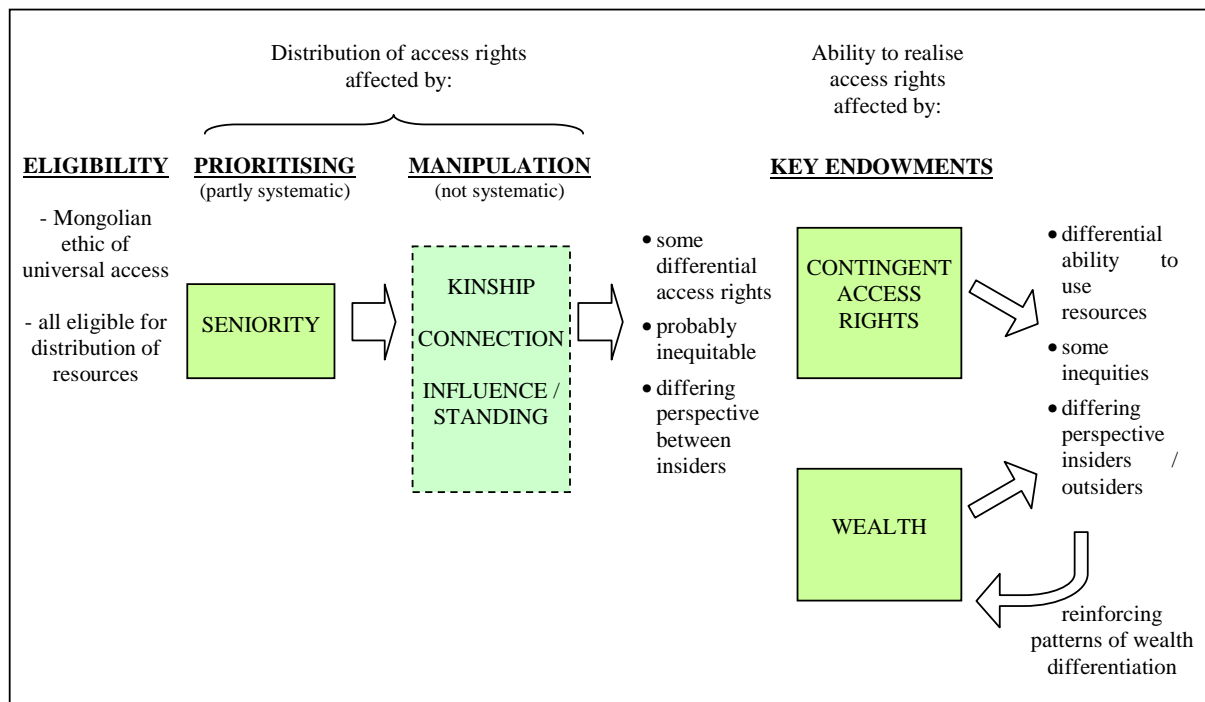 Distribution of access rights
affected by:
Ability to realise
access rights
affected by:
ELIGIBILITY
- Mongolian
ethic of
universal access
- all eligible for
distribution of
resources
PRIORITISING
(partly systematic)
SENIORITY
MANIPULATION
(not systematic)
KINSHIP
CONNECTION
INFLUENCE /
STANDING
• some
differential
access rights
• probably
inequitable
• differing
perspective
between
insiders
KEY ENDOWMENTS
CONTINGENT
ACCESS
RIGHTS
WEALTH
• differential
ability to
use
resources
• some
inequities
• differing
perspective
insiders /
outsiders
reinforcing
patterns of wealth
differentiation